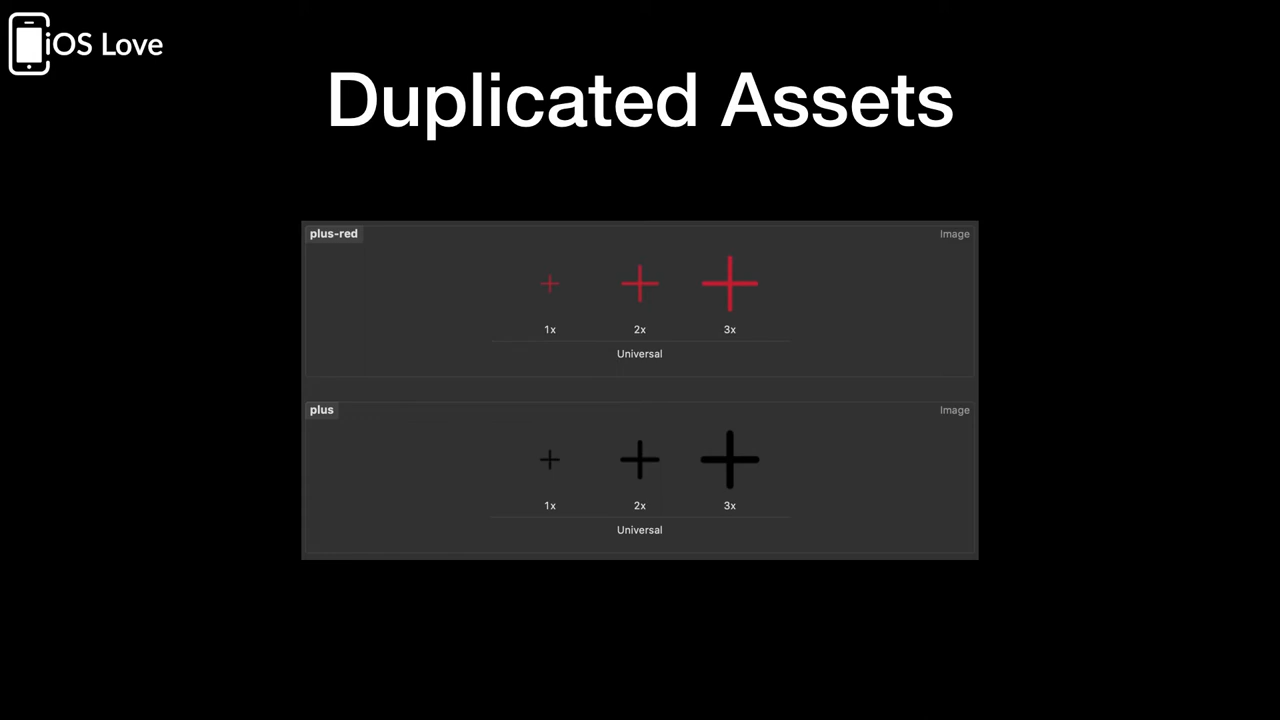 iOS Love
Duplicated Assets
plus-red
Image
1x
2x
3x
Universal
plus
Image
1x
2x
3x
Universal